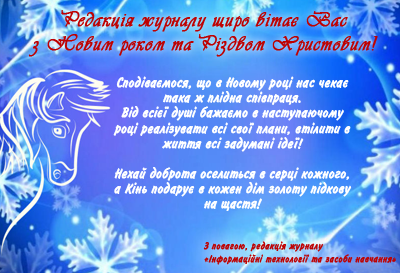 Редакція журналу щиро вітає Вас
з Новим роком та Різдвом Христовим!
Сподіваємося, що в Новому році нас чекає
така ж плідна співпраця.
Від всієї душі бажаємо в наступаючому
році реалізувати всі свої плани, втілити в
життя всі задумані ідеї!
Нехай доброта оселиться в серці кожного,
а Кінь подарує в кожен дім золоту підкову
на щастя!
З повагою, редакція журналу
«Інформаційні технології та засоби навчання»